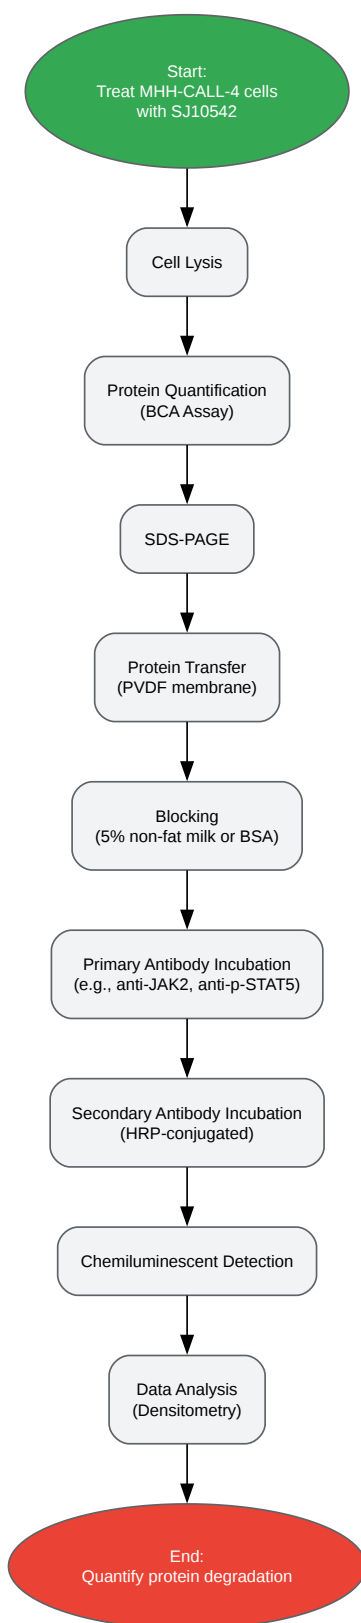 Start:
Treat MHH-CALL-4 cells
with SJ10542
Cell Lysis
Protein Quantification
(BCA Assay)
SDS-PAGE
Protein Transfer
(PVDF membrane)
Blocking
(5% non-fat milk or BSA)
Primary Antibody Incubation
(e.g., anti-JAK2, anti-p-STAT5)
Secondary Antibody Incubation
(HRP-conjugated)
Chemiluminescent Detection
Data Analysis
(Densitometry)
End:
Quantify protein degradation